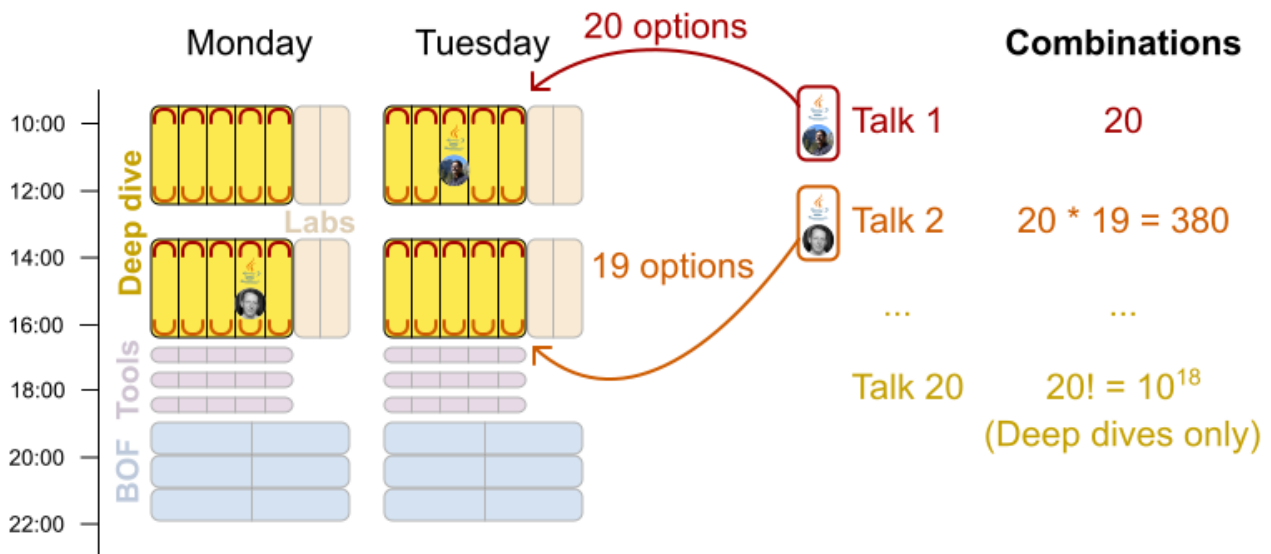 Monday
Tuesday
20 options
Combinations
10:00
12:00
14:00
16:00
18:00
20:00
22:00
Deep dive
Tools
BOF
Labs
19 options
Talk 1
20
Talk 2
20 * 19 = 380
...
...
Talk 20
20! = 10¹⁸
(Deep dives only)